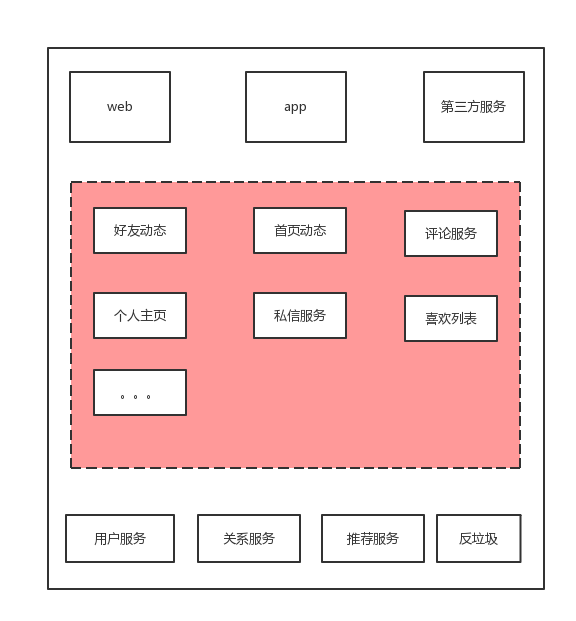 web
app
第三方服务
好友动态
首页动态
评论服务
个人主页
私信服务
喜欢列表
。。。
用户服务
关系服务
推荐服务
反垃圾